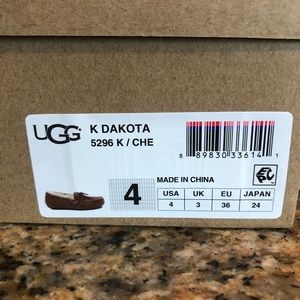 UGG®
K DAKOTA
5296 K / CHE
8 89830 33614 1
MADE IN CHINA
4
USA UK EU JAPAN
4 3 36 24